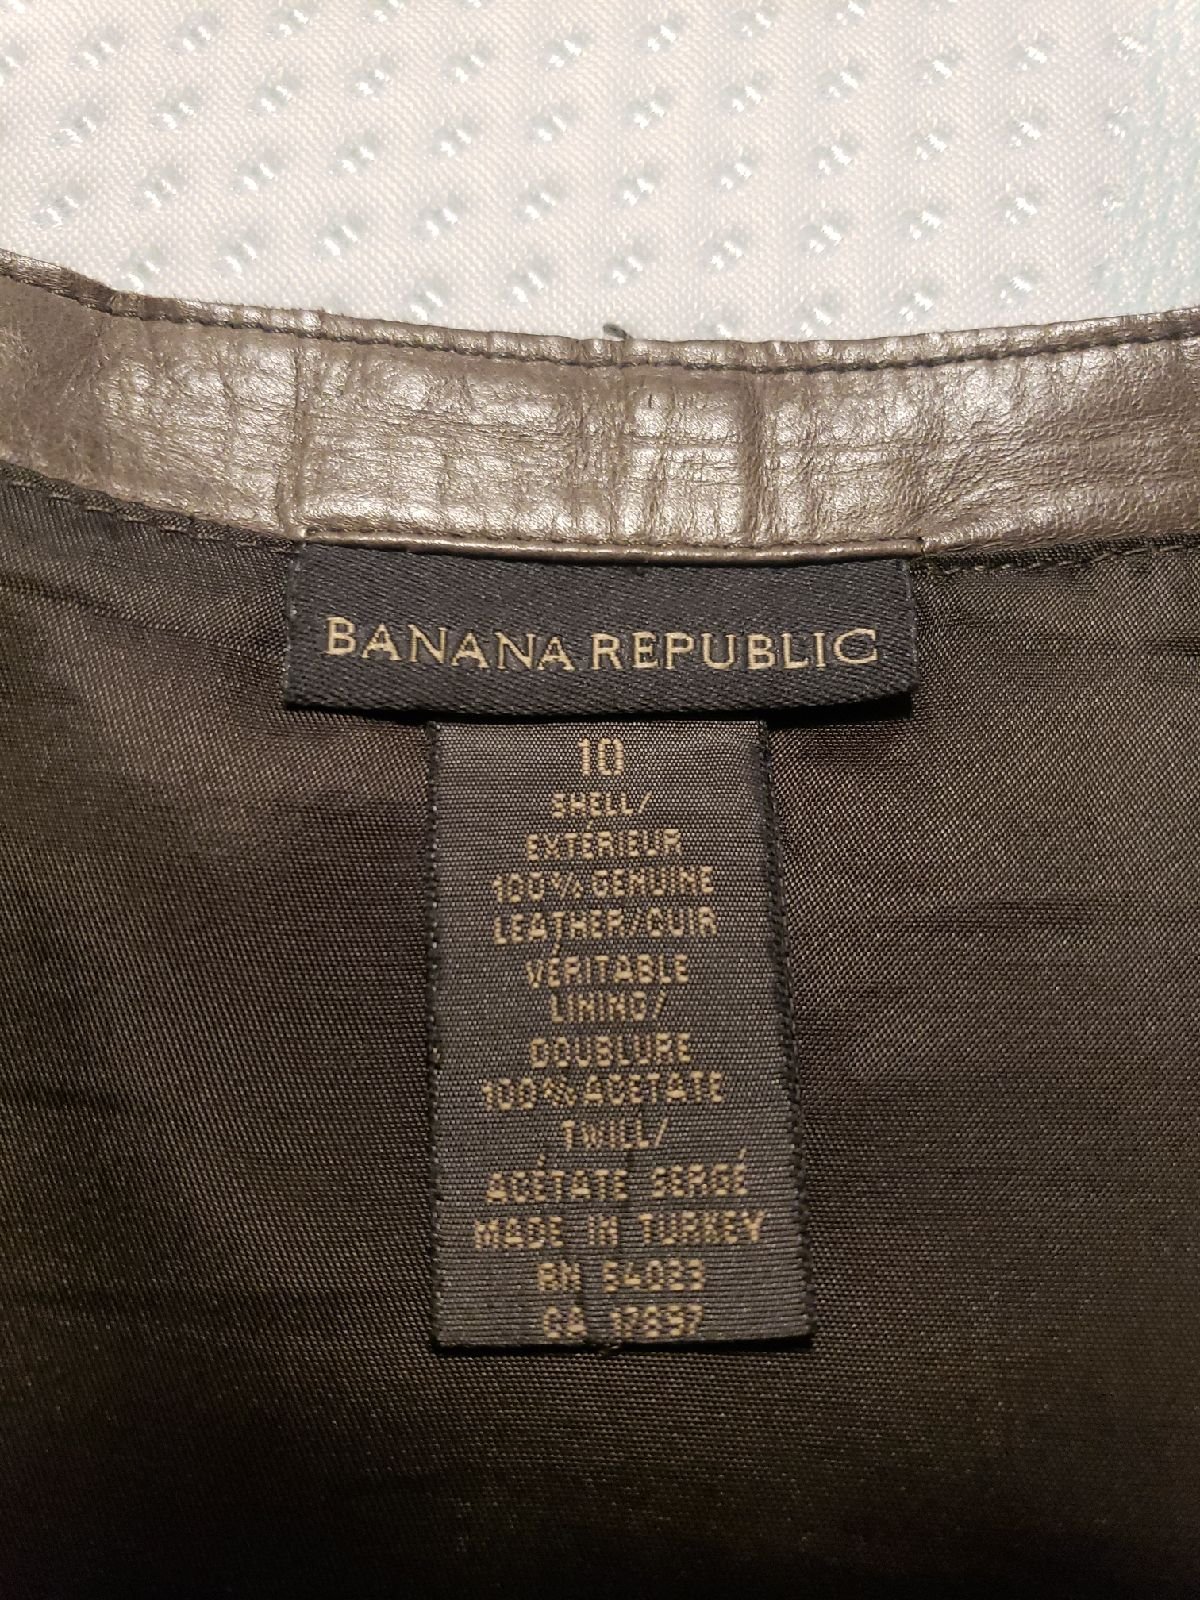 BANANA REPUBLIC
10
SHELL/
EXTÉRIEUR
100% GENUINE
LEATHER/CUIR
VÉRITABLE
LINING/
DOUBLURE
100% ACETATE
TWILL/
ACÉTATE SERGÉ
MADE IN TURKEY
RN 54023
CA 17897